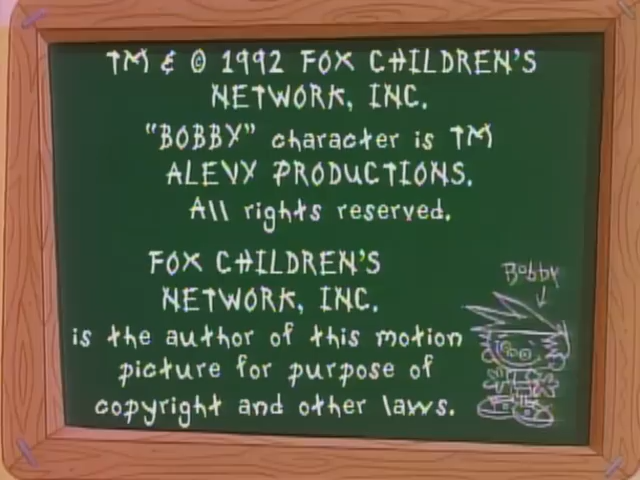 TM & © 1992 FOX CHILDREN'S
NETWORK, INC.
"BOBBY" character is TM
ALEVY PRODUCTIONS.
All rights reserved.
FOX CHILDREN'S
NETWORK, INC.
Bobby
is the author of this motion
picture for purpose of
copyright and other laws.